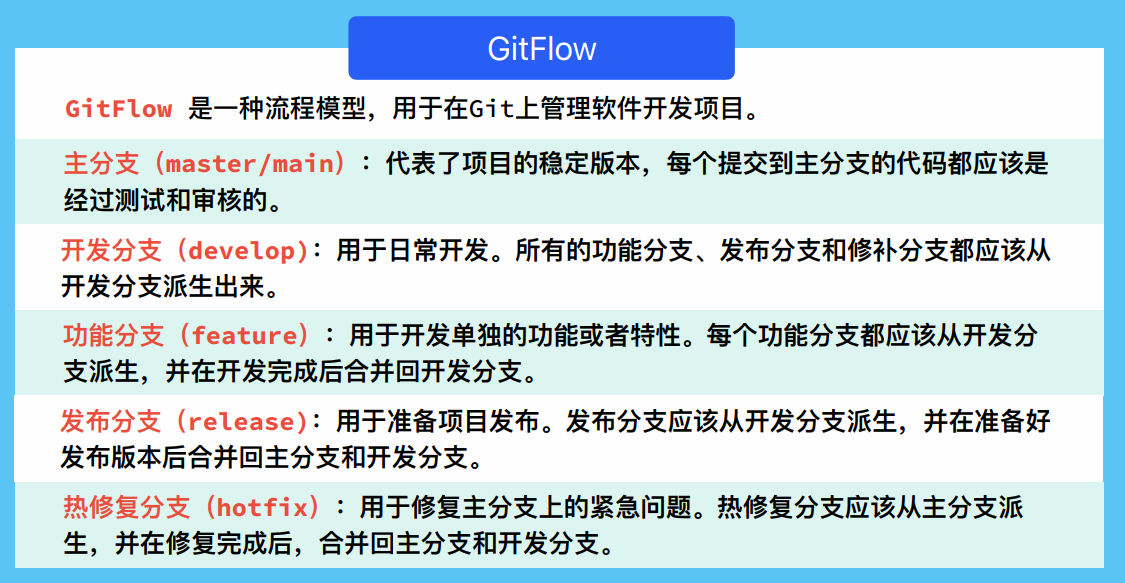 GitFlow
GitFlow 是一种流程模型，用于在Git上管理软件开发项目。
主分支（master/main）：代表了项目的稳定版本，每个提交到主分支的代码都应该是
经过测试和审核的。
开发分支（develop)：用于日常开发。所有的功能分支、发布分支和修补分支都应该从
开发分支派生出来。
功能分支（feature）：用于开发单独的功能或者特性。每个功能分支都应该从开发分
支派生，并在开发完成后合并回开发分支。
发布分支（release)：用于准备项目发布。发布分支应该从开发分支派生，并在准备好
发布版本后合并回主分支和开发分支。
热修复分支（hotfix）：用于修复主分支上的紧急问题。热修复分支应该从主分支派
生，并在修复完成后，合并回主分支和开发分支。